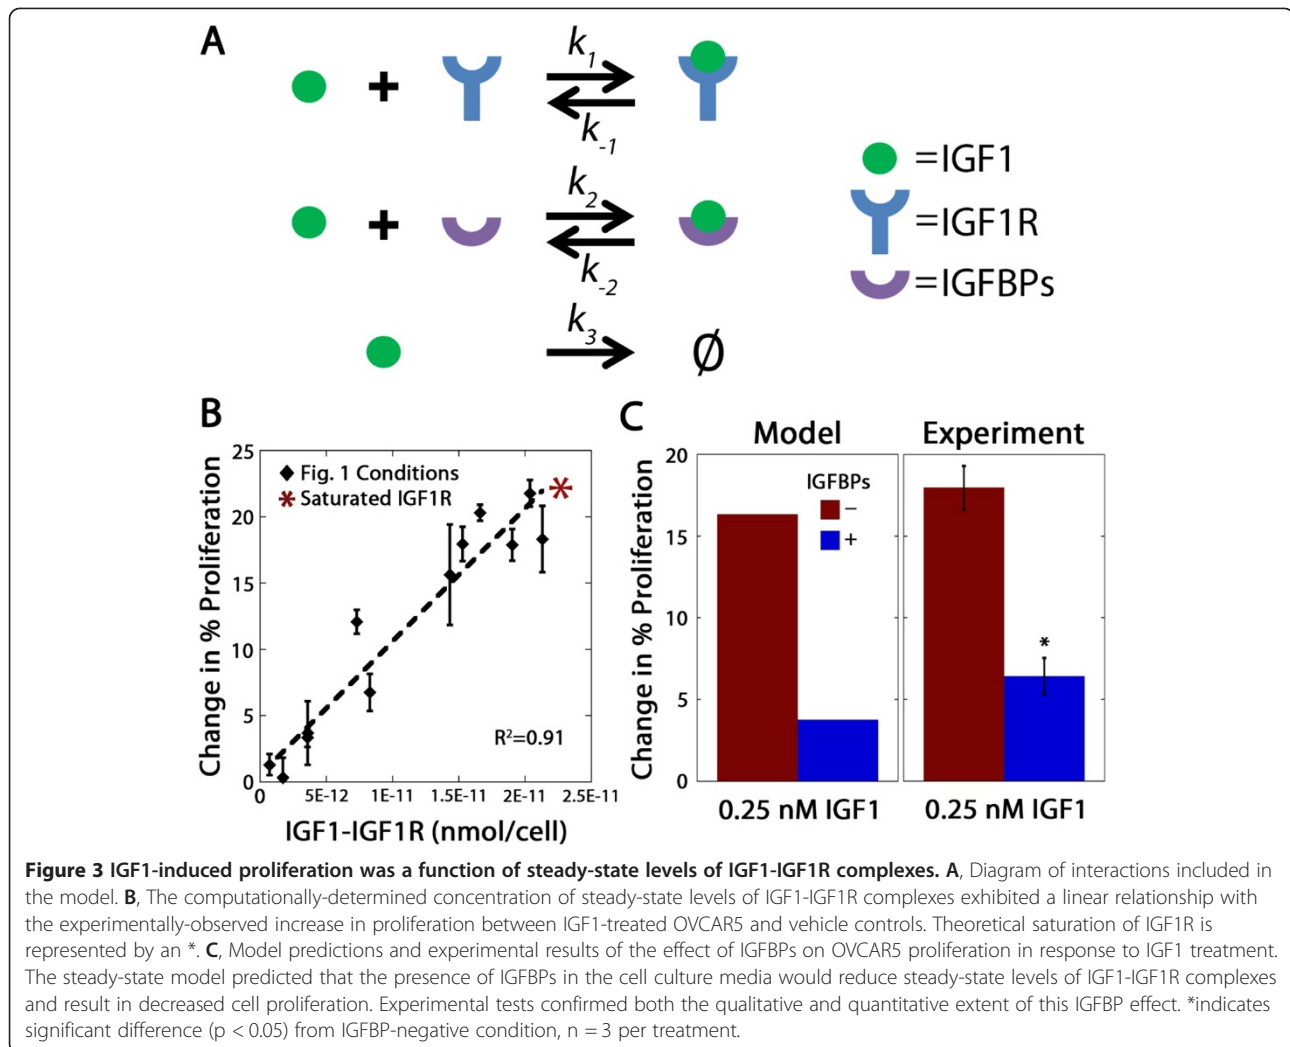 A
k1
k-1
k2
k-2
k3
Ø
=IGF1
=IGF1R
=IGFBPs
B
25
20
15
10
5
0
Change in % Proliferation
Fig. 1 Conditions
Saturated IGF1R
*
R²=0.91
0 5E-12 1E-11 1.5E-11 2E-11 2.5E-11
IGF1-IGF1R (nmol/cell)
C
Model Experiment
20
15
10
5
0
Change in % Proliferation
IGFBPs
−
+
*
0.25 nM IGF1 0.25 nM IGF1
Figure 3 IGF1-induced proliferation was a function of steady-state levels of IGF1-IGF1R complexes. A, Diagram of interactions included in
the model. B, The computationally-determined concentration of steady-state levels of IGF1-IGF1R complexes exhibited a linear relationship with
the experimentally-observed increase in proliferation between IGF1-treated OVCAR5 and vehicle controls. Theoretical saturation of IGF1R is
represented by an *. C, Model predictions and experimental results of the effect of IGFBPs on OVCAR5 proliferation in response to IGF1 treatment.
The steady-state model predicted that the presence of IGFBPs in the cell culture media would reduce steady-state levels of IGF1-IGF1R complexes
and result in decreased cell proliferation. Experimental tests confirmed both the qualitative and quantitative extent of this IGFBP effect. *indicates
significant difference (p < 0.05) from IGFBP-negative condition, n = 3 per treatment.